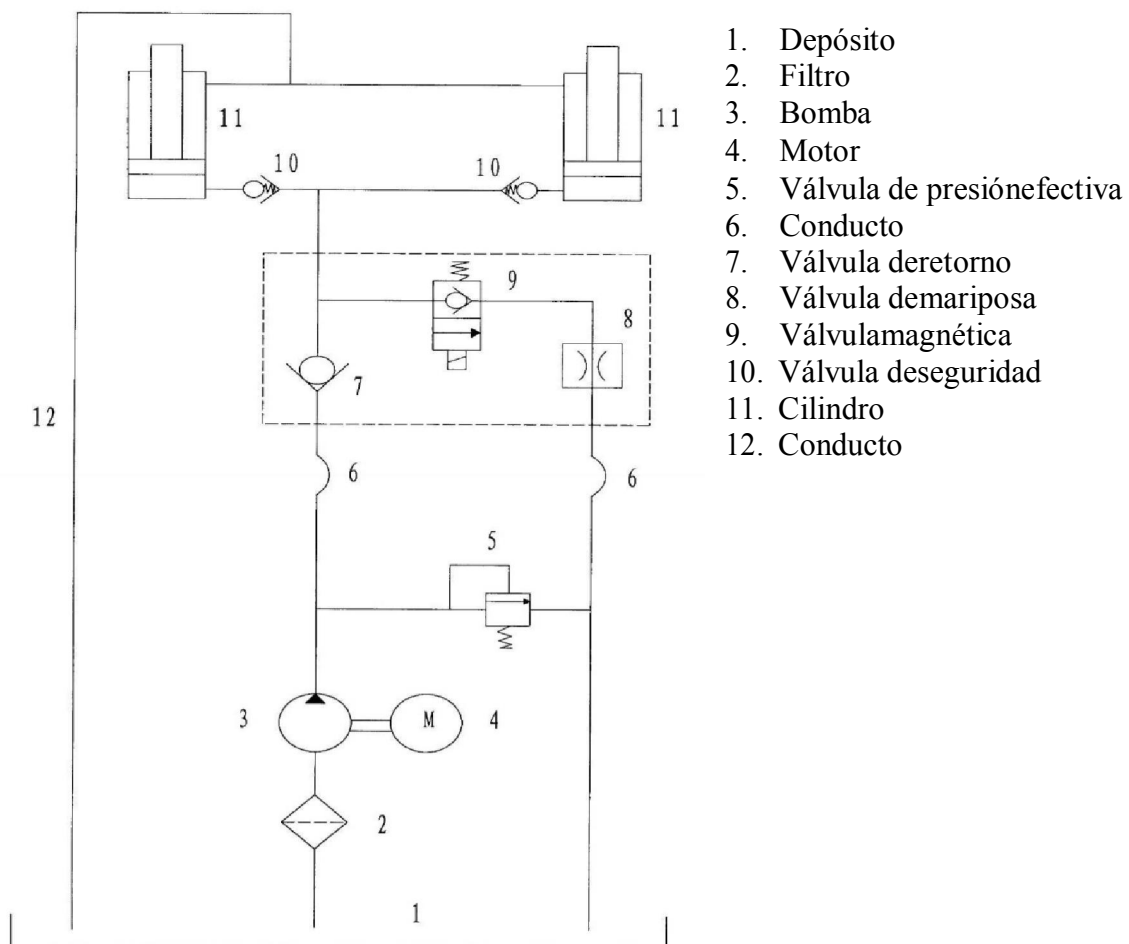 11
11
10
10
9
8
7
12
6
6
5
3
M
4
2
1
1. Depósito
2. Filtro
3. Bomba
4. Motor
5. Válvula de presiónefectiva
6. Conducto
7. Válvula deretorno
8. Válvula demariposa
9. Válvulamagnética
10. Válvula deseguridad
11. Cilindro
12. Conducto